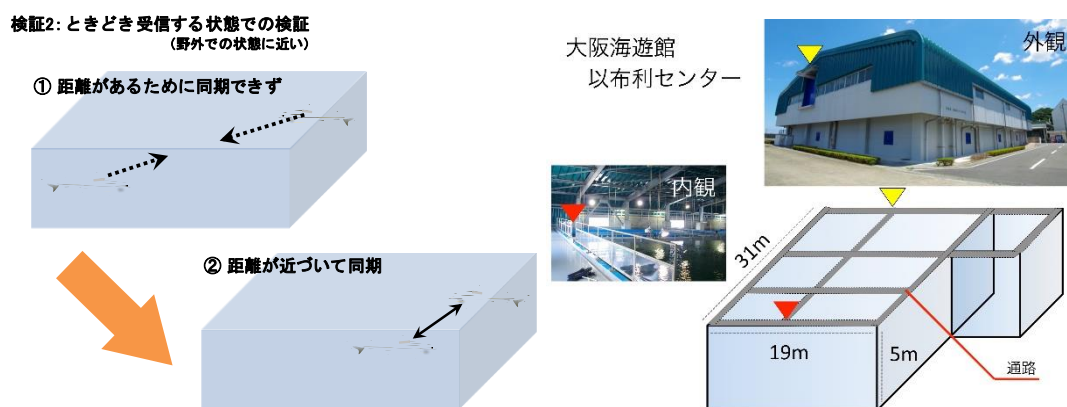 検証2:ときどき受信する状態での検証
(野外での状態に近い)
① 距離があるために同期できず
② 距離が近づいて同期
大阪海遊館
以布利センター
外観
内観
31m
19m
5m
通路